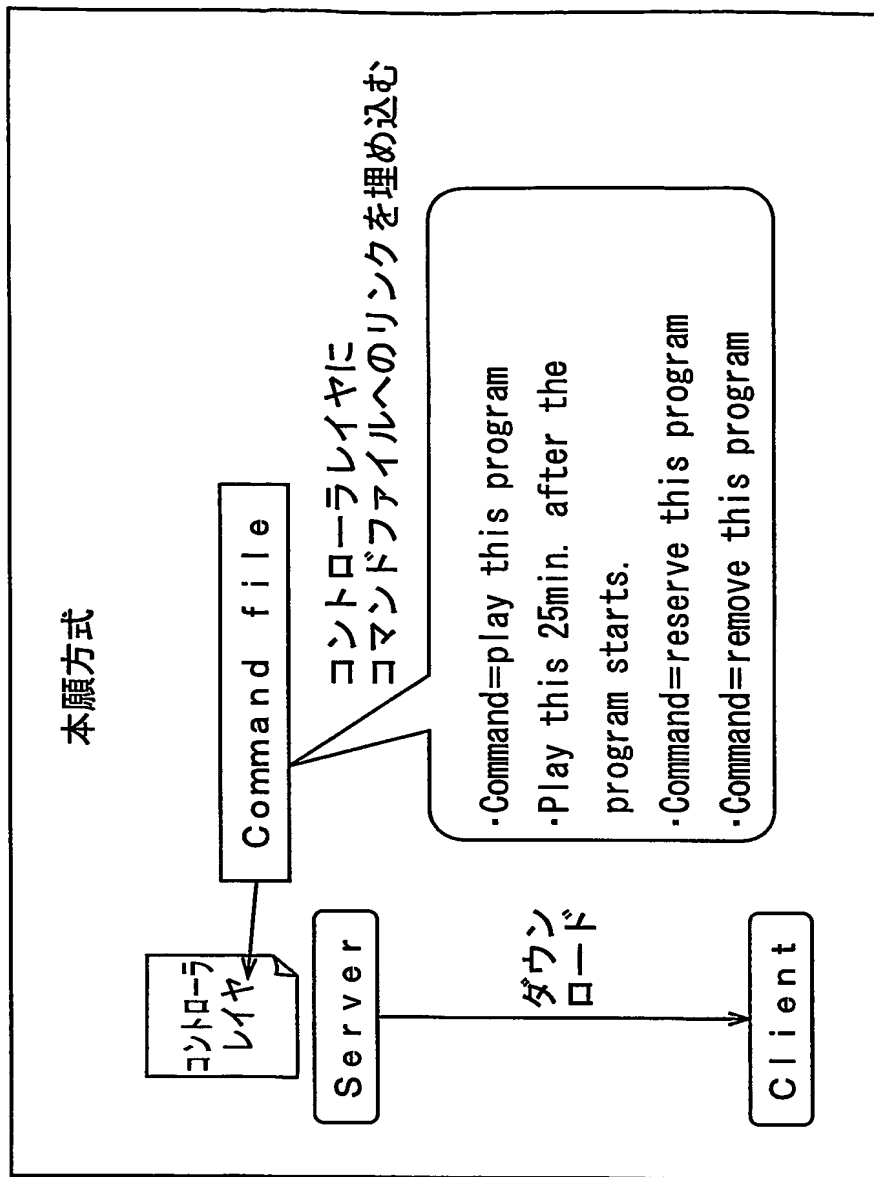 本願方式
コントローラ
レイヤ
Command file
コントローラレイヤに
コマンドファイルへのリンクを埋め込む
Server
ダウン
ロード
Client
・Command=play this program
・Play this 25min. after the
program starts.
・Command=reserve this program
・Command=remove this program